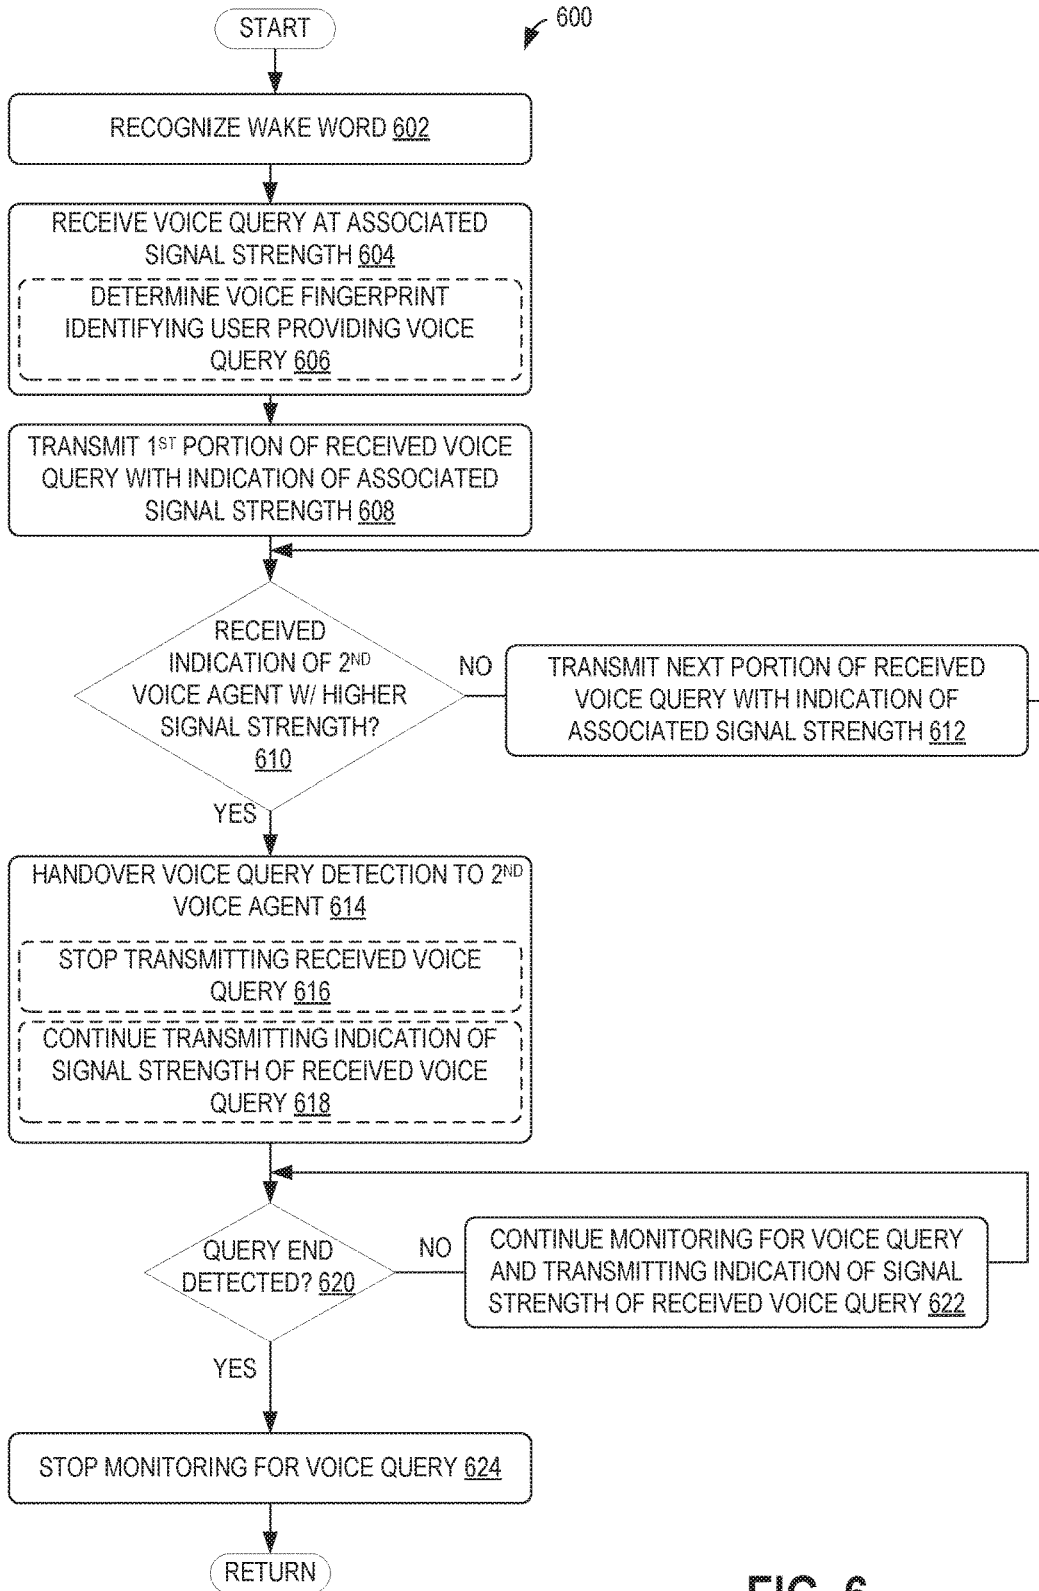 START
600
RECOGNIZE WAKE WORD 602
RECEIVE VOICE QUERY AT ASSOCIATED
SIGNAL STRENGTH 604
DETERMINE VOICE FINGERPRINT
IDENTIFYING USER PROVIDING VOICE
QUERY 606
TRANSMIT 1ST PORTION OF RECEIVED VOICE
QUERY WITH INDICATION OF ASSOCIATED
SIGNAL STRENGTH 608
RECEIVED
INDICATION OF 2ND
VOICE AGENT W/ HIGHER
SIGNAL STRENGTH?
610
NO
TRANSMIT NEXT PORTION OF RECEIVED
VOICE QUERY WITH INDICATION OF
ASSOCIATED SIGNAL STRENGTH 612
YES
HANDOVER VOICE QUERY DETECTION TO 2ND
VOICE AGENT 614
STOP TRANSMITTING RECEIVED VOICE
QUERY 616
CONTINUE TRANSMITTING INDICATION OF
SIGNAL STRENGTH OF RECEIVED VOICE
QUERY 618
QUERY END
DETECTED? 620
NO
CONTINUE MONITORING FOR VOICE QUERY
AND TRANSMITTING INDICATION OF SIGNAL
STRENGTH OF RECEIVED VOICE QUERY 622
YES
STOP MONITORING FOR VOICE QUERY 624
RETURN
FIG. 6